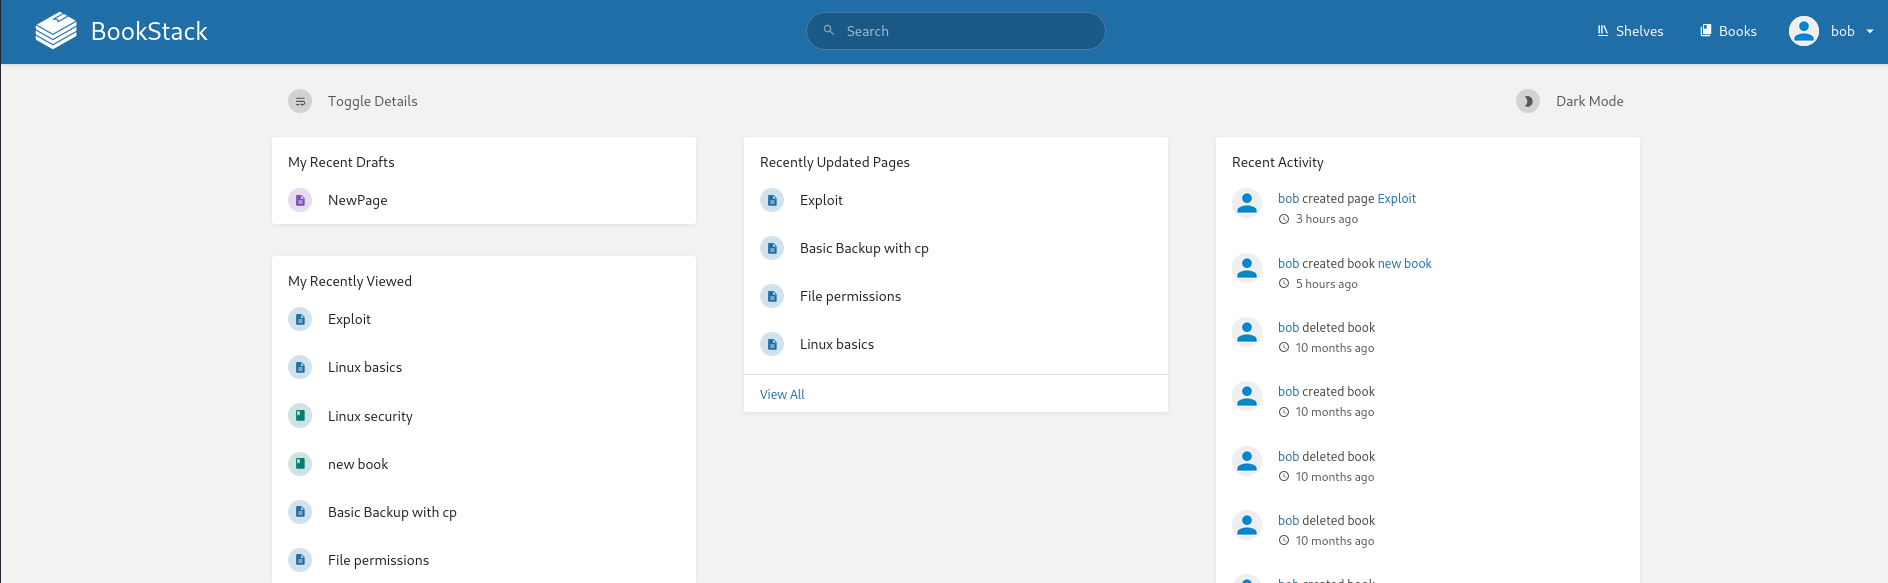 BookStack
Search
Shelves
Books
bob
Toggle Details
Dark Mode
My Recent Drafts
NewPage
My Recently Viewed
Exploit
Linux basics
Linux security
new book
Basic Backup with cp
File permissions
Recently Updated Pages
Exploit
Basic Backup with cp
File permissions
Linux basics
View All
Recent Activity
bob created page Exploit
3 hours ago
bob created book new book
5 hours ago
bob deleted book
10 months ago
bob created book
10 months ago
bob deleted book
10 months ago
bob deleted book
10 months ago
bob created book